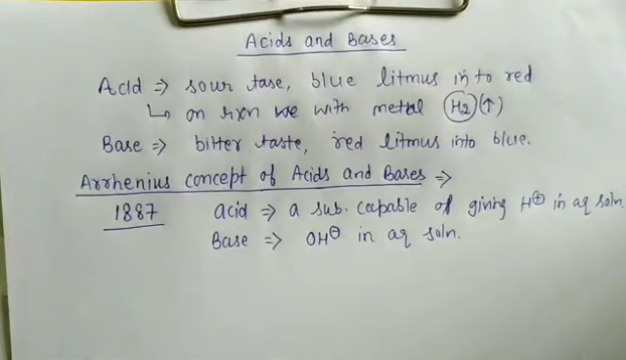 Acids and Bases
Acid => sour tase, blue litmus in to red
↳ on rxn we with metal (H2)(↑)
Base => bitter taste, red litmus into blue.
Arrhenius concept of Acids and Bases =>
1887 acid => a sub. capable of giving H⊕ in aq soln.
Base => OH⊖ in aq soln.